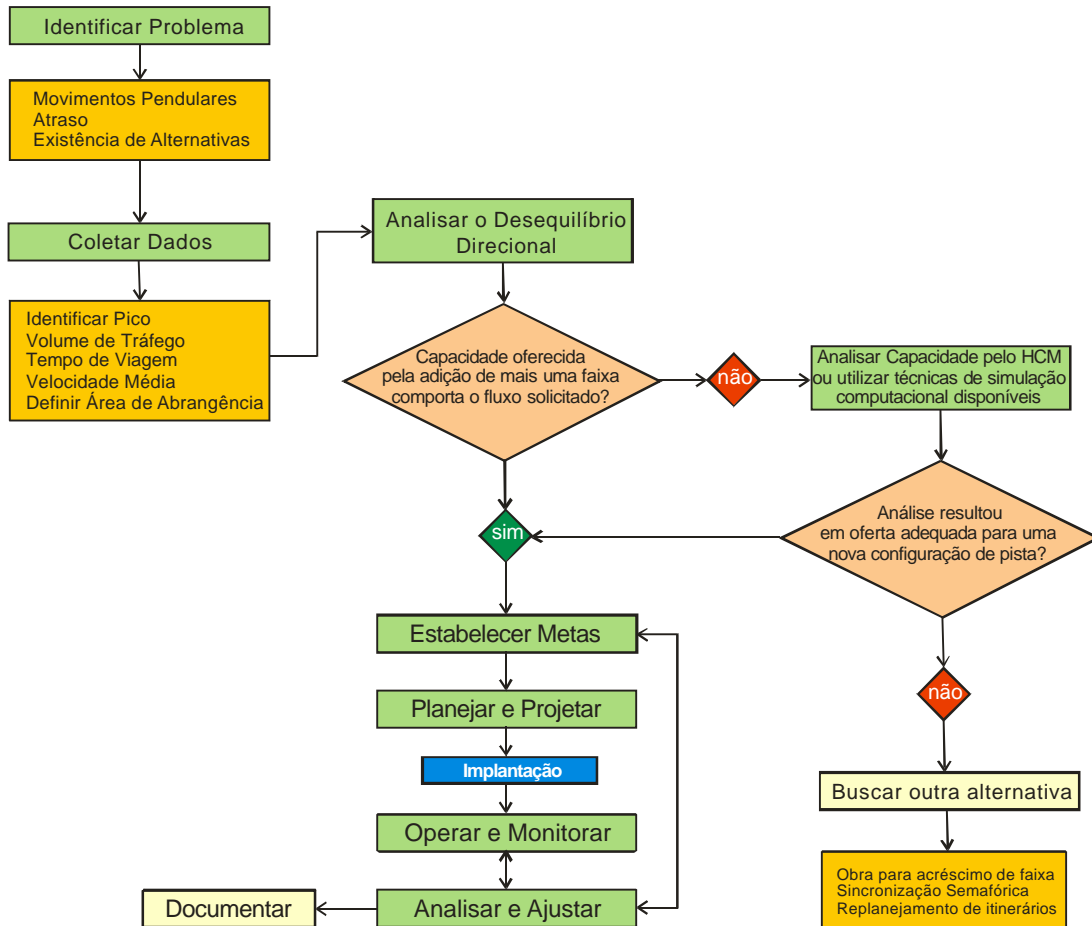 Identificar Problema
Movimentos Pendulares
Atraso
Existência de Alternativas
Coletar Dados
Identificar Pico
Volume de Tráfego
Tempo de Viagem
Velocidade Média
Definir Área de Abrangência
Analisar o Desequilíbrio
Direcional
Capacidade oferecida
pela adição de mais uma faixa
comporta o fluxo solicitado?
não
Analisar Capacidade pelo HCM
ou utilizar técnicas de simulação
computacional disponíveis
Análise resultou
em oferta adequada para uma
nova configuração de pista?
sim
não
Estabelecer Metas
Planejar e Projetar
Implantação
Operar e Monitorar
Analisar e Ajustar
Documentar
Buscar outra alternativa
Obra para acréscimo de faixa
Sincronização Semafórica
Replanejamento de itinerários